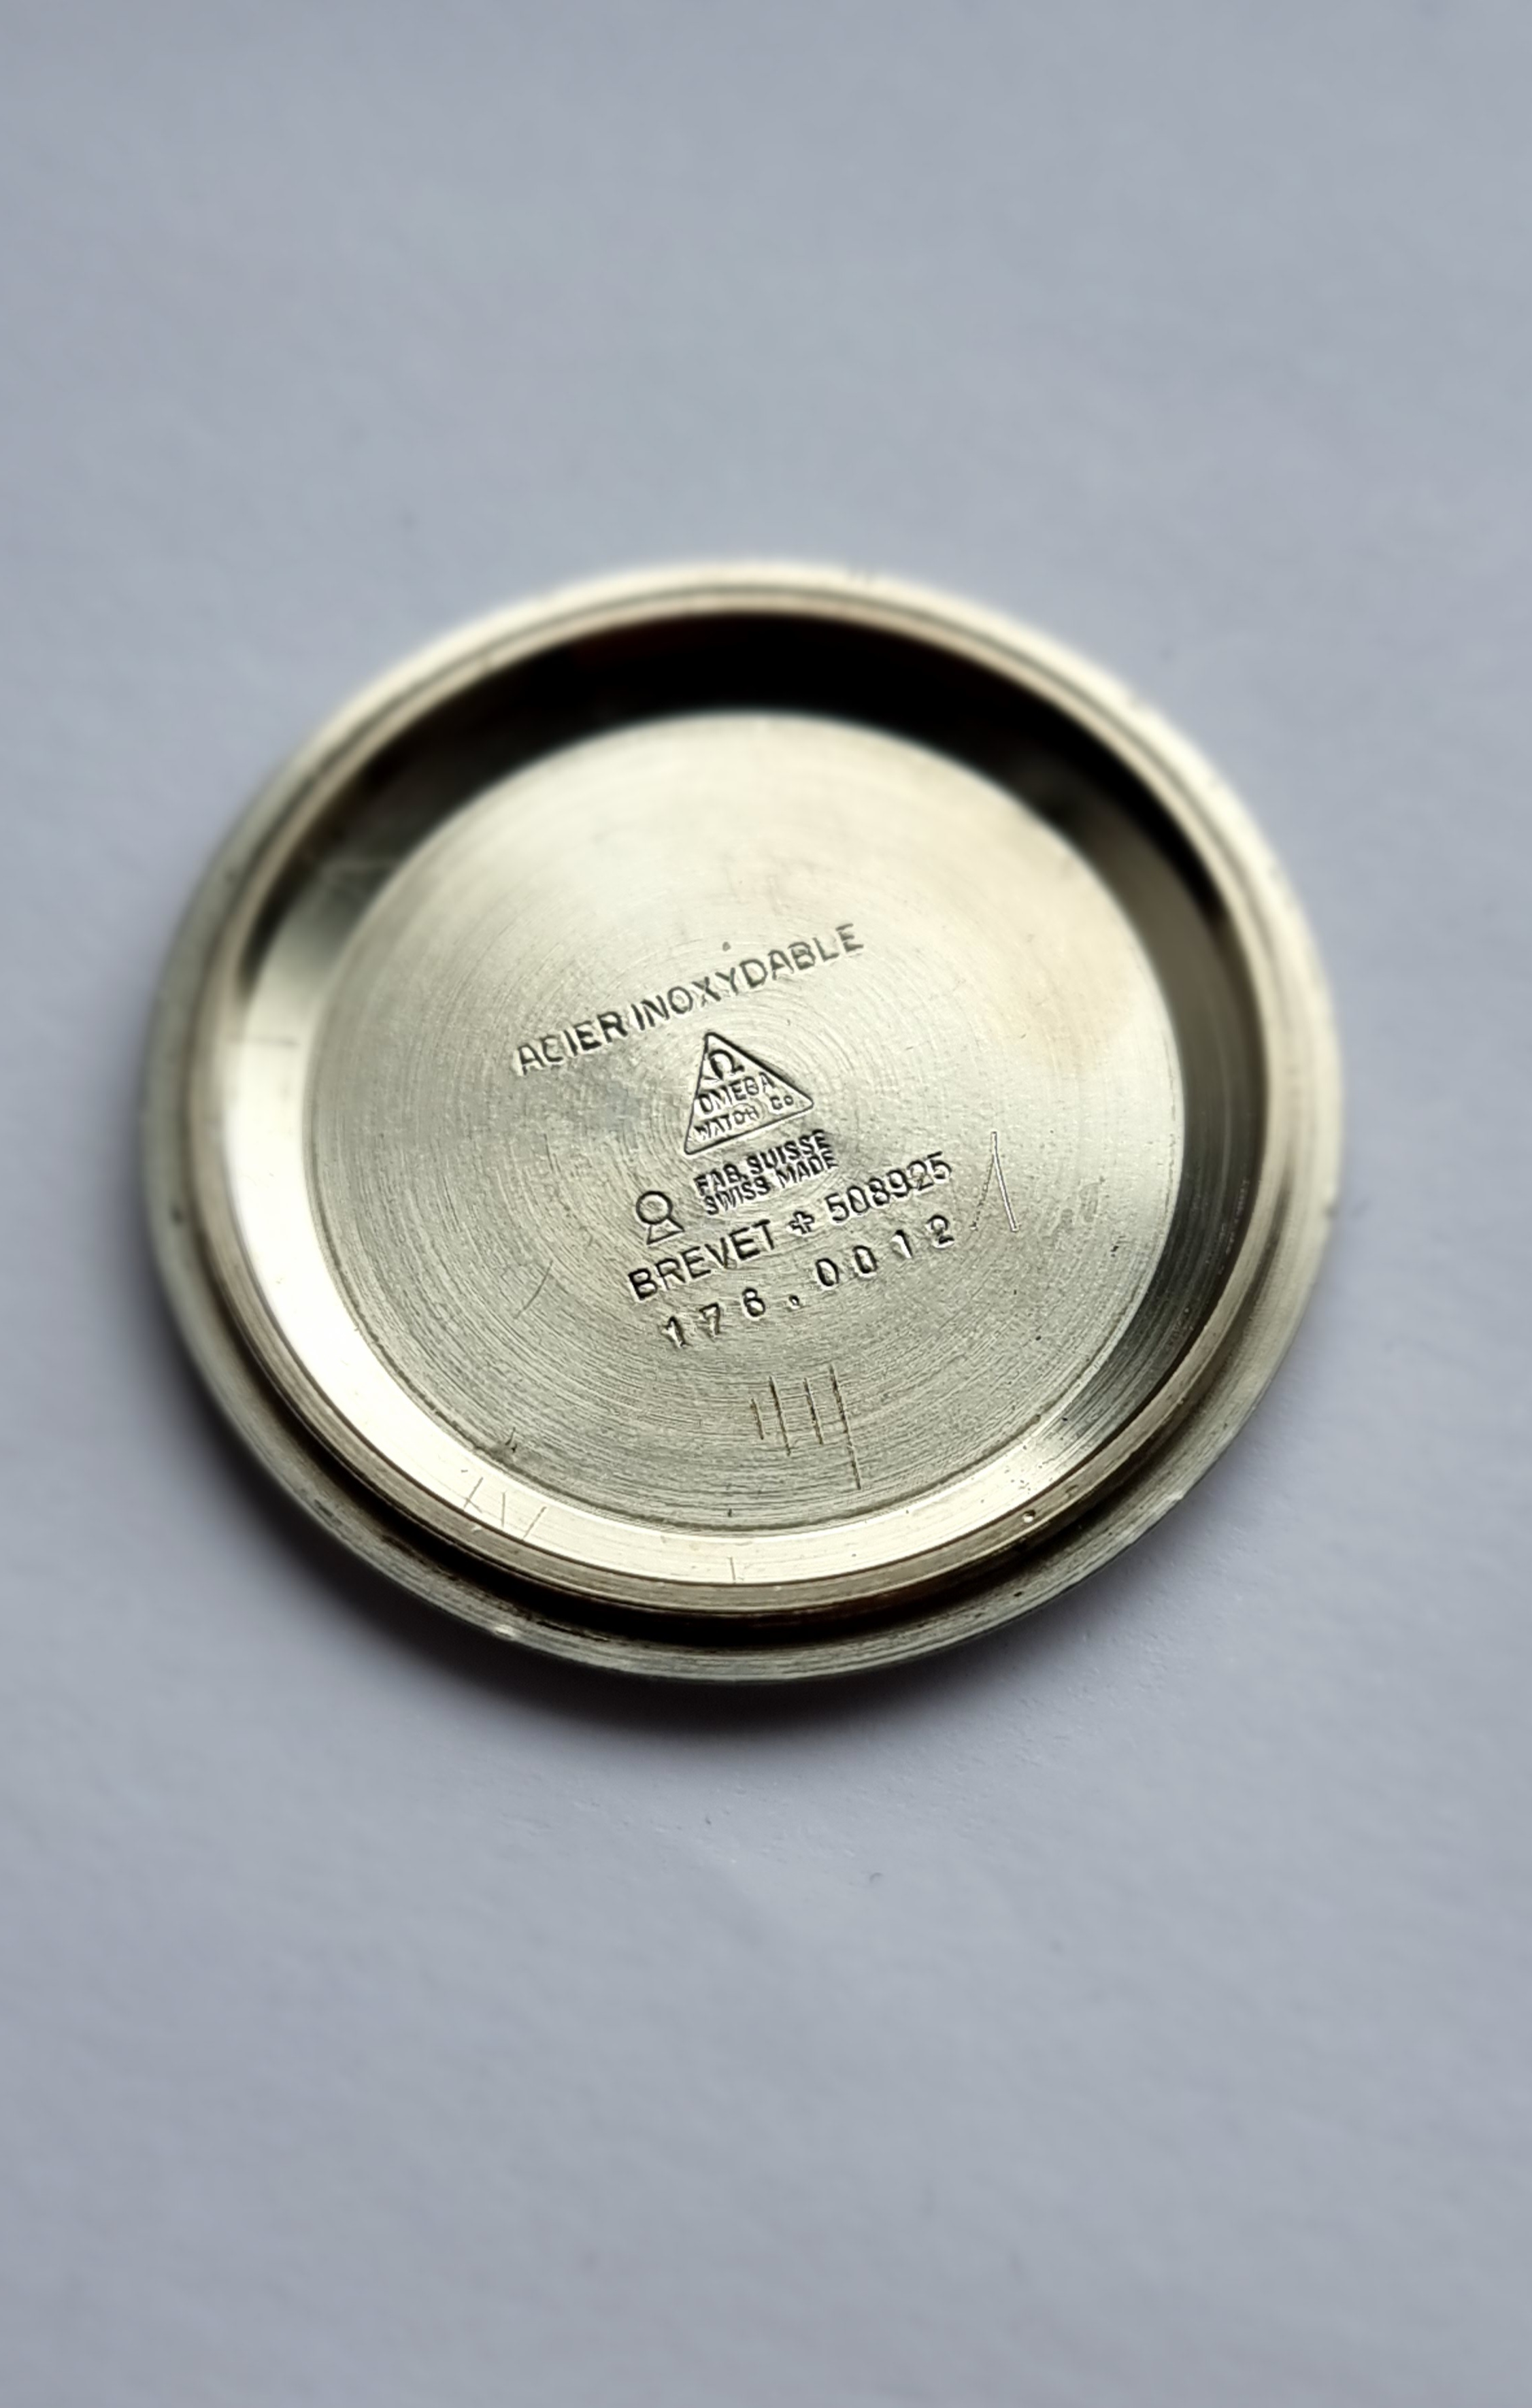 ACIER INOXYDABLE
Ω
OMEGA
WATCH Co
FAB. SUISSE
SWISS MADE
BREVET + 508925
176.0012